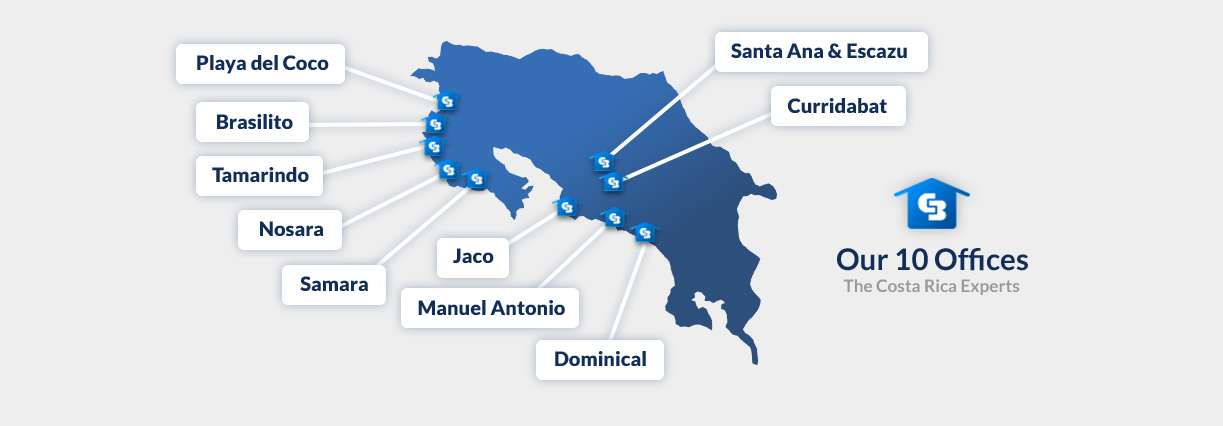 Playa del Coco
Brasilito
Tamarindo
Nosara
Samara
Jaco
Manuel Antonio
Dominical
Santa Ana & Escazu
Curridabat
CB
Our 10 Offices
The Costa Rica Experts